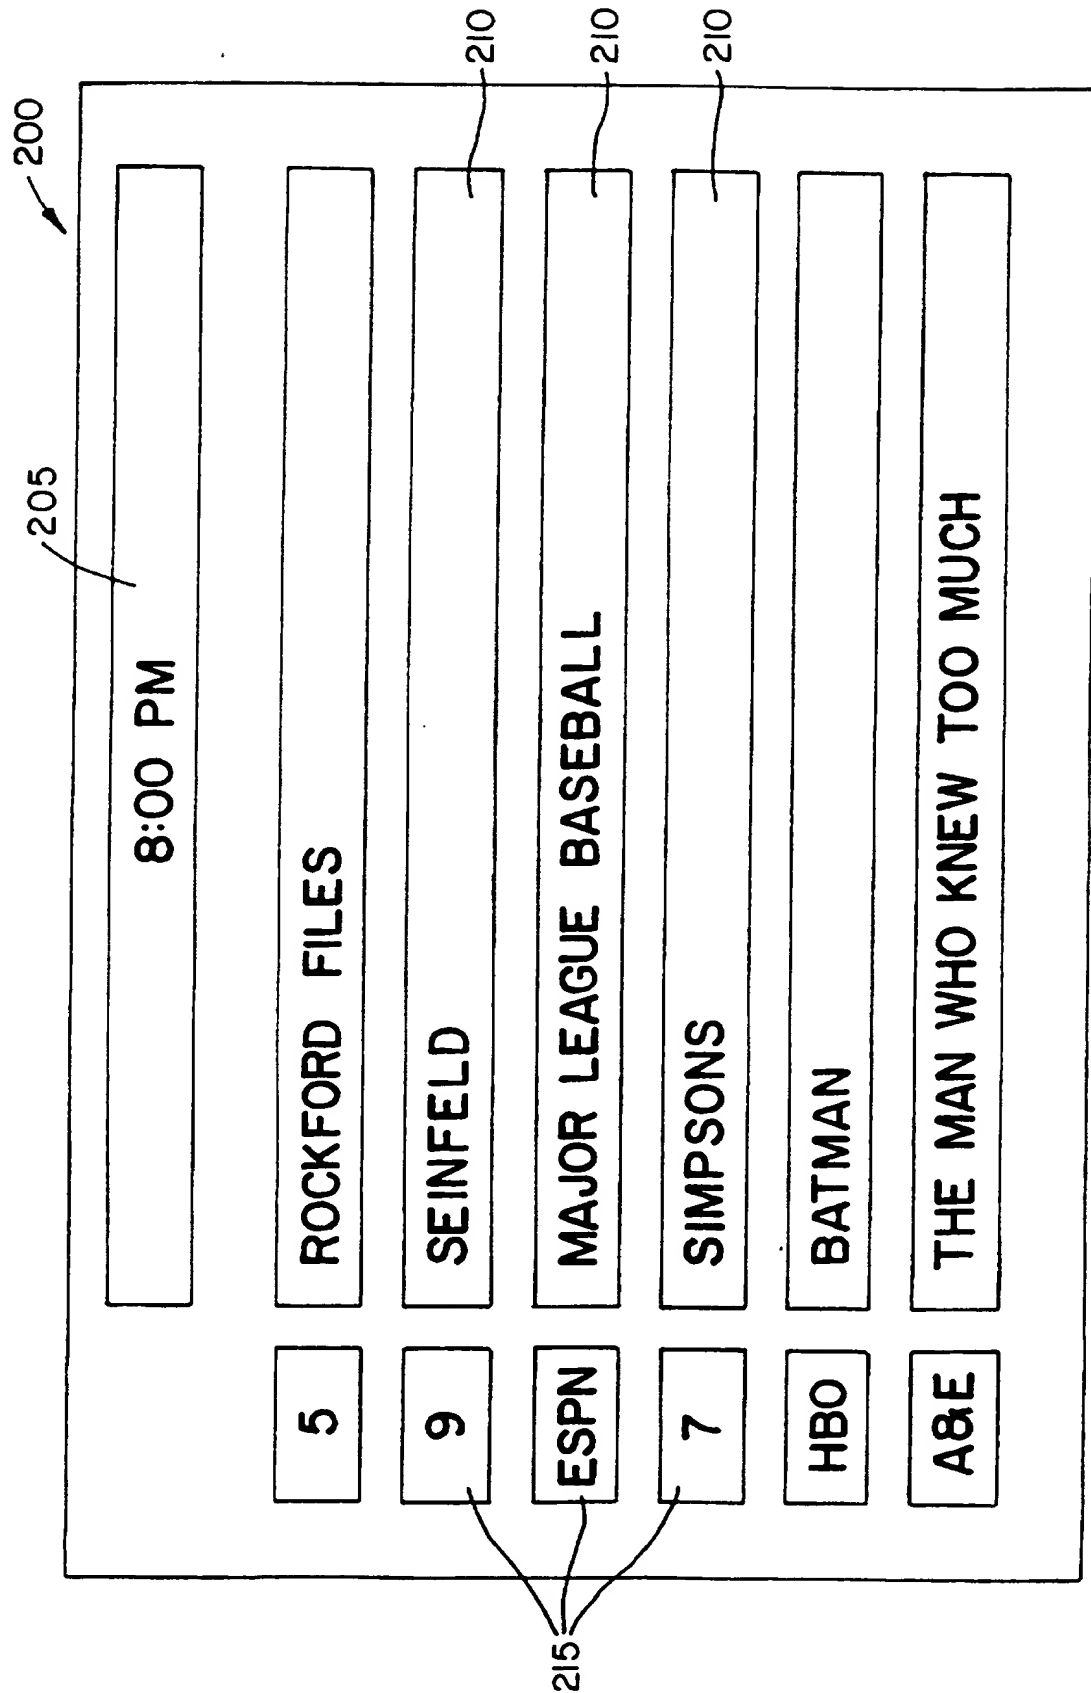 200
205
8:00 PM
5 ROCKFORD FILES
9 SEINFELD 210
ESPN MAJOR LEAGUE BASEBALL 210
7 SIMPSONS 210
HBO BATMAN
A&E THE MAN WHO KNEW TOO MUCH
215